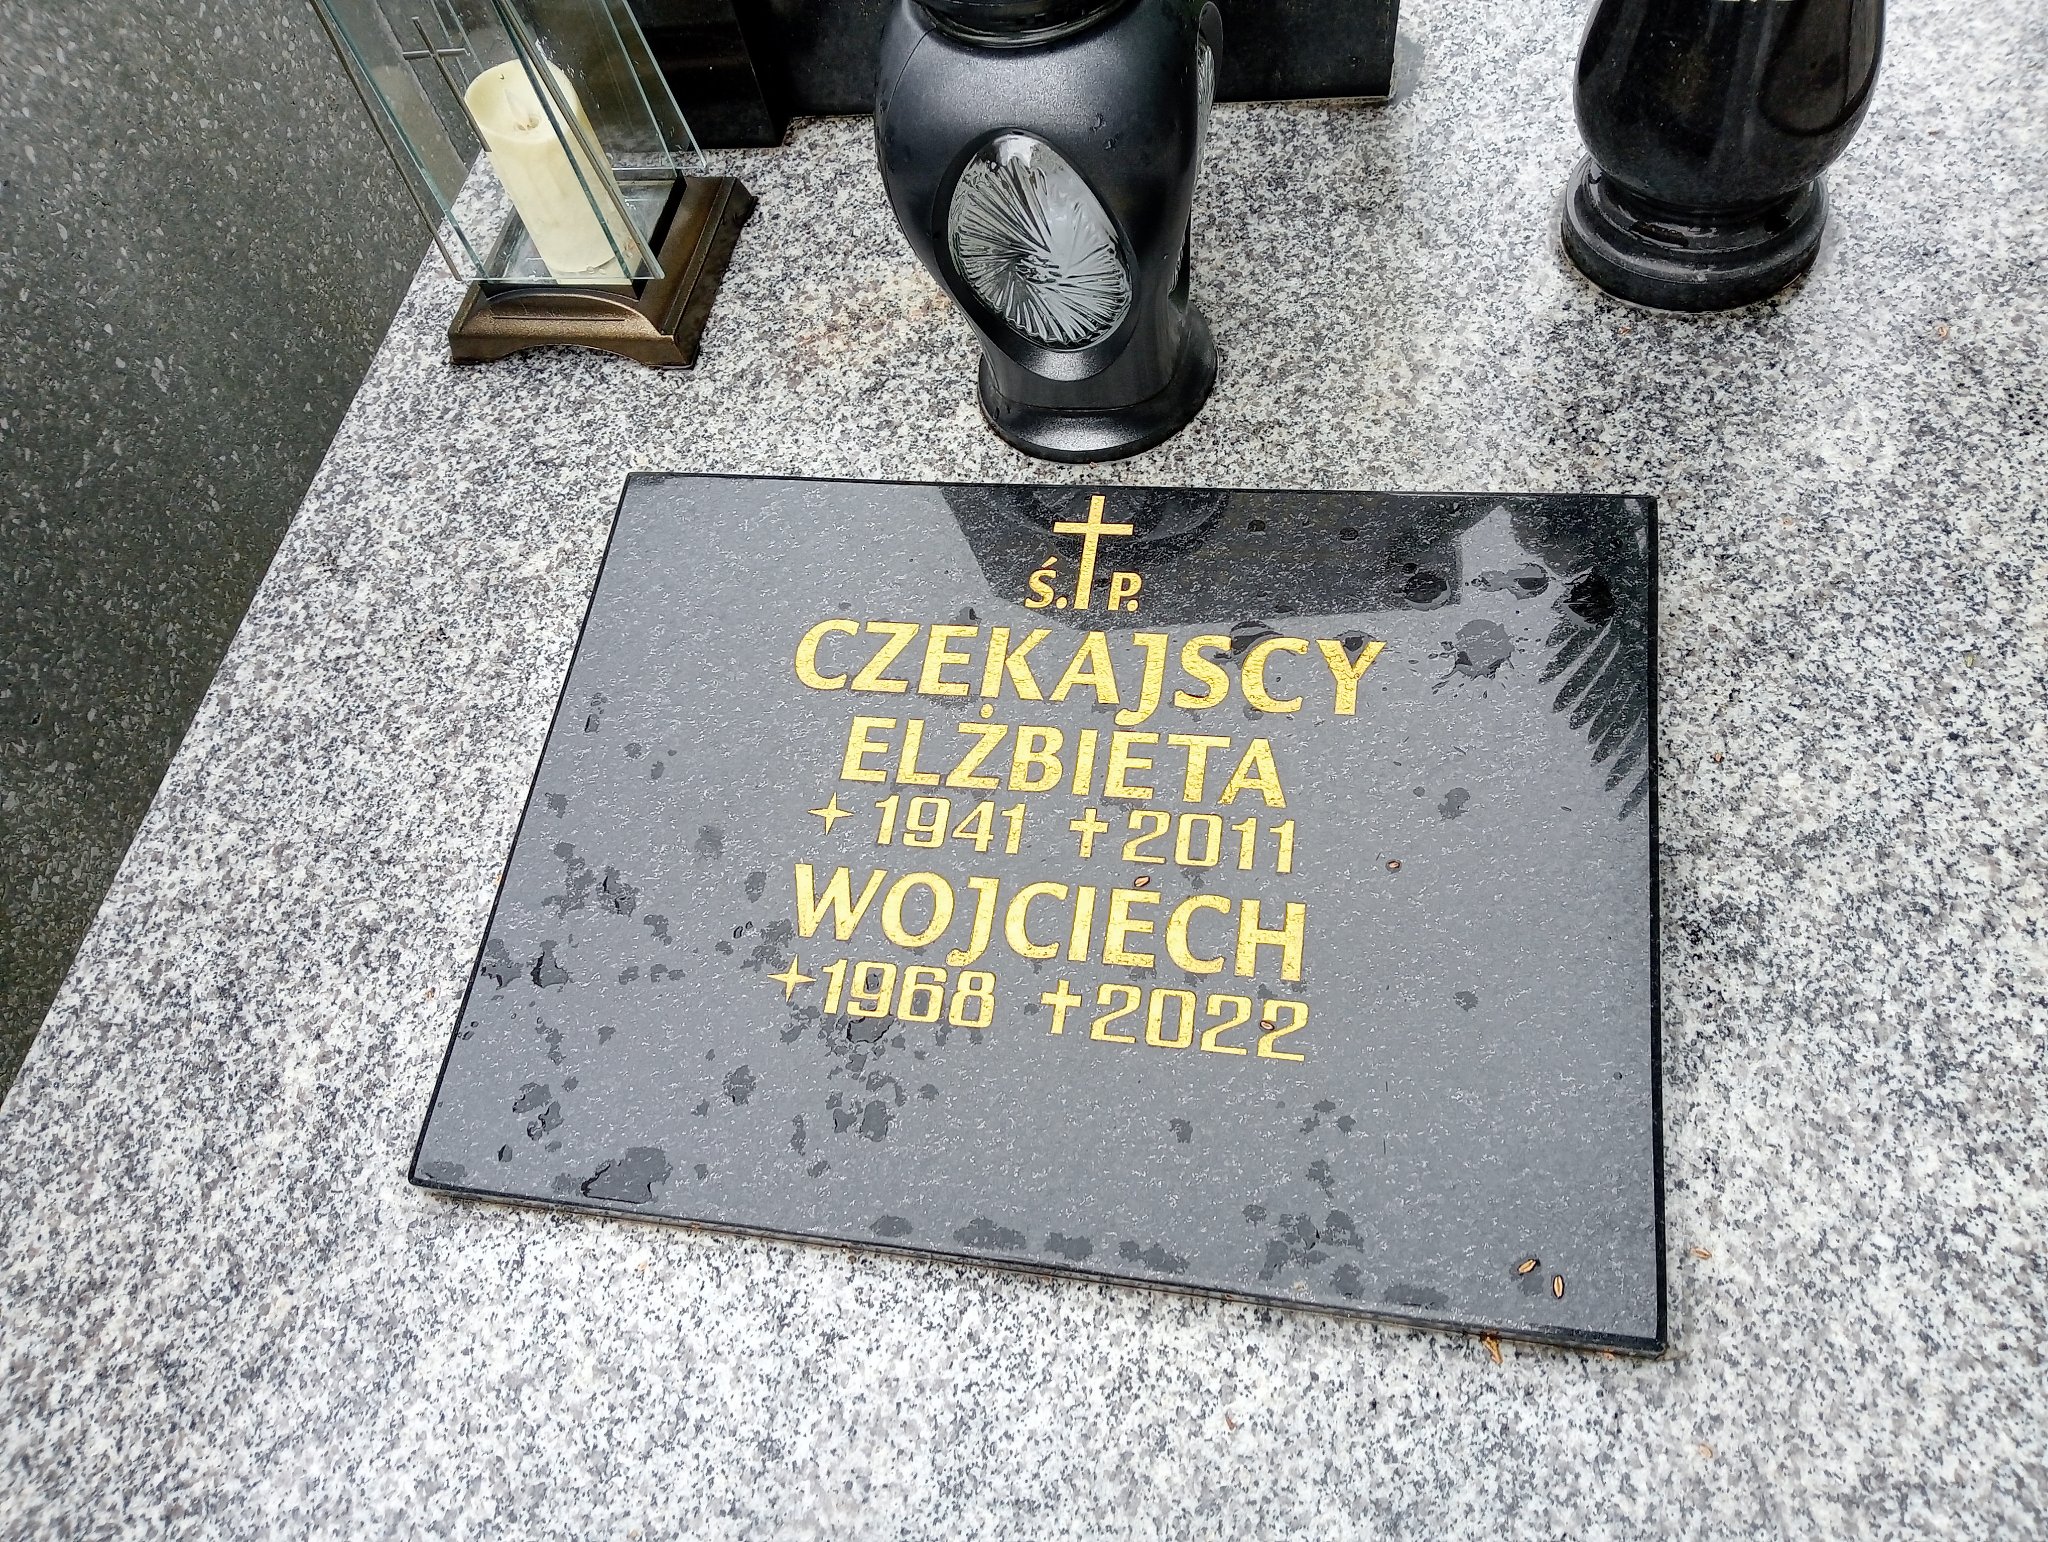 Ś. P.
CZEKAJSCY
ELŻBIETA
1941 2011
WOJCIECH
1968 2022